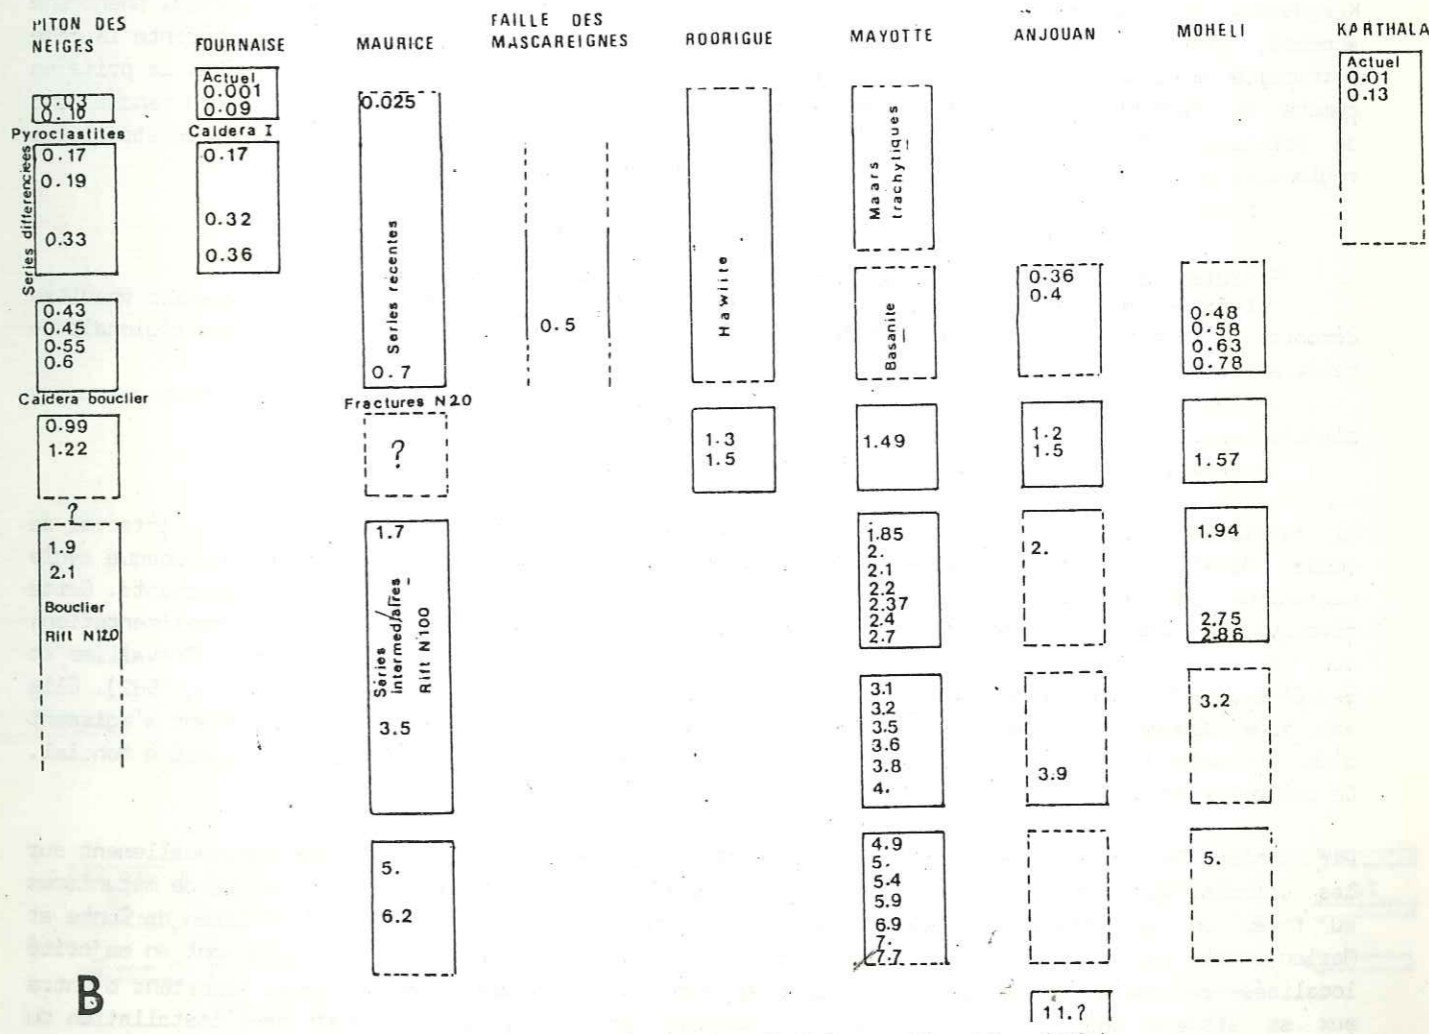 PITON DES
NEIGES
0.03
0.10
Pyroclastites
Series differenciees
0.17
0.19
0.33
0.43
0.45
0.55
0.6
Caldera bouclier
0.99
1.22
?
1.9
2.1
Bouclier
Rift N120
FOURNAISE
Actuel
0.001
0.09
Caldera I
0.17
0.32
0.36
MAURICE
0.025
Series récentes
0.7
Fractures N20
?
1.7
Series
intermed/aires
Rift N100
3.5
5.
6.2
FAILLE DES
MASCAREIGNES
0.5
RODRIGUE
Hawiite
1.3
1.5
MAYOTTE
Maars
trachytiques
Basanite
1.49
1.85
2.
2.1
2.2
2.37
2.4
2.7
3.1
3.2
3.5
3.6
3.8
4.
4.9
5.
5.4
5.9
6.9
7.
7.7
ANJOUAN
0.36
0.4
1.2
1.5
2.
3.9
11.?
MOHELI
0.48
0.58
0.63
0.78
1.57
1.94
2.75
2.86
3.2
5.
KARTHALA
Actuel
0.01
0.13
B